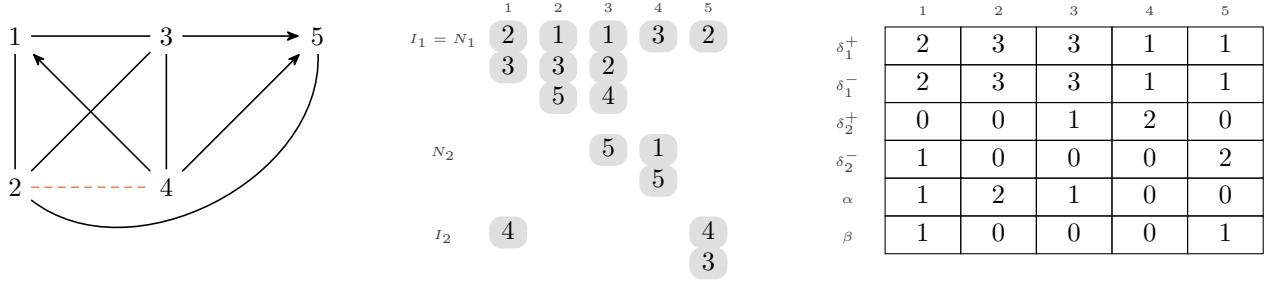 1 3 5
2 4
1 2 3 4 5
I₁ = N₁ 2 1 1 3 2
3 3 2
5 4
N₂ 5 1
5
I₂ 4 4
3
1 2 3 4 5
δ₁⁺ 2 3 3 1 1
δ₁⁻ 2 3 3 1 1
δ₂⁺ 0 0 1 2 0
δ₂⁻ 1 0 0 0 2
α 1 2 1 0 0
β 1 0 0 0 1